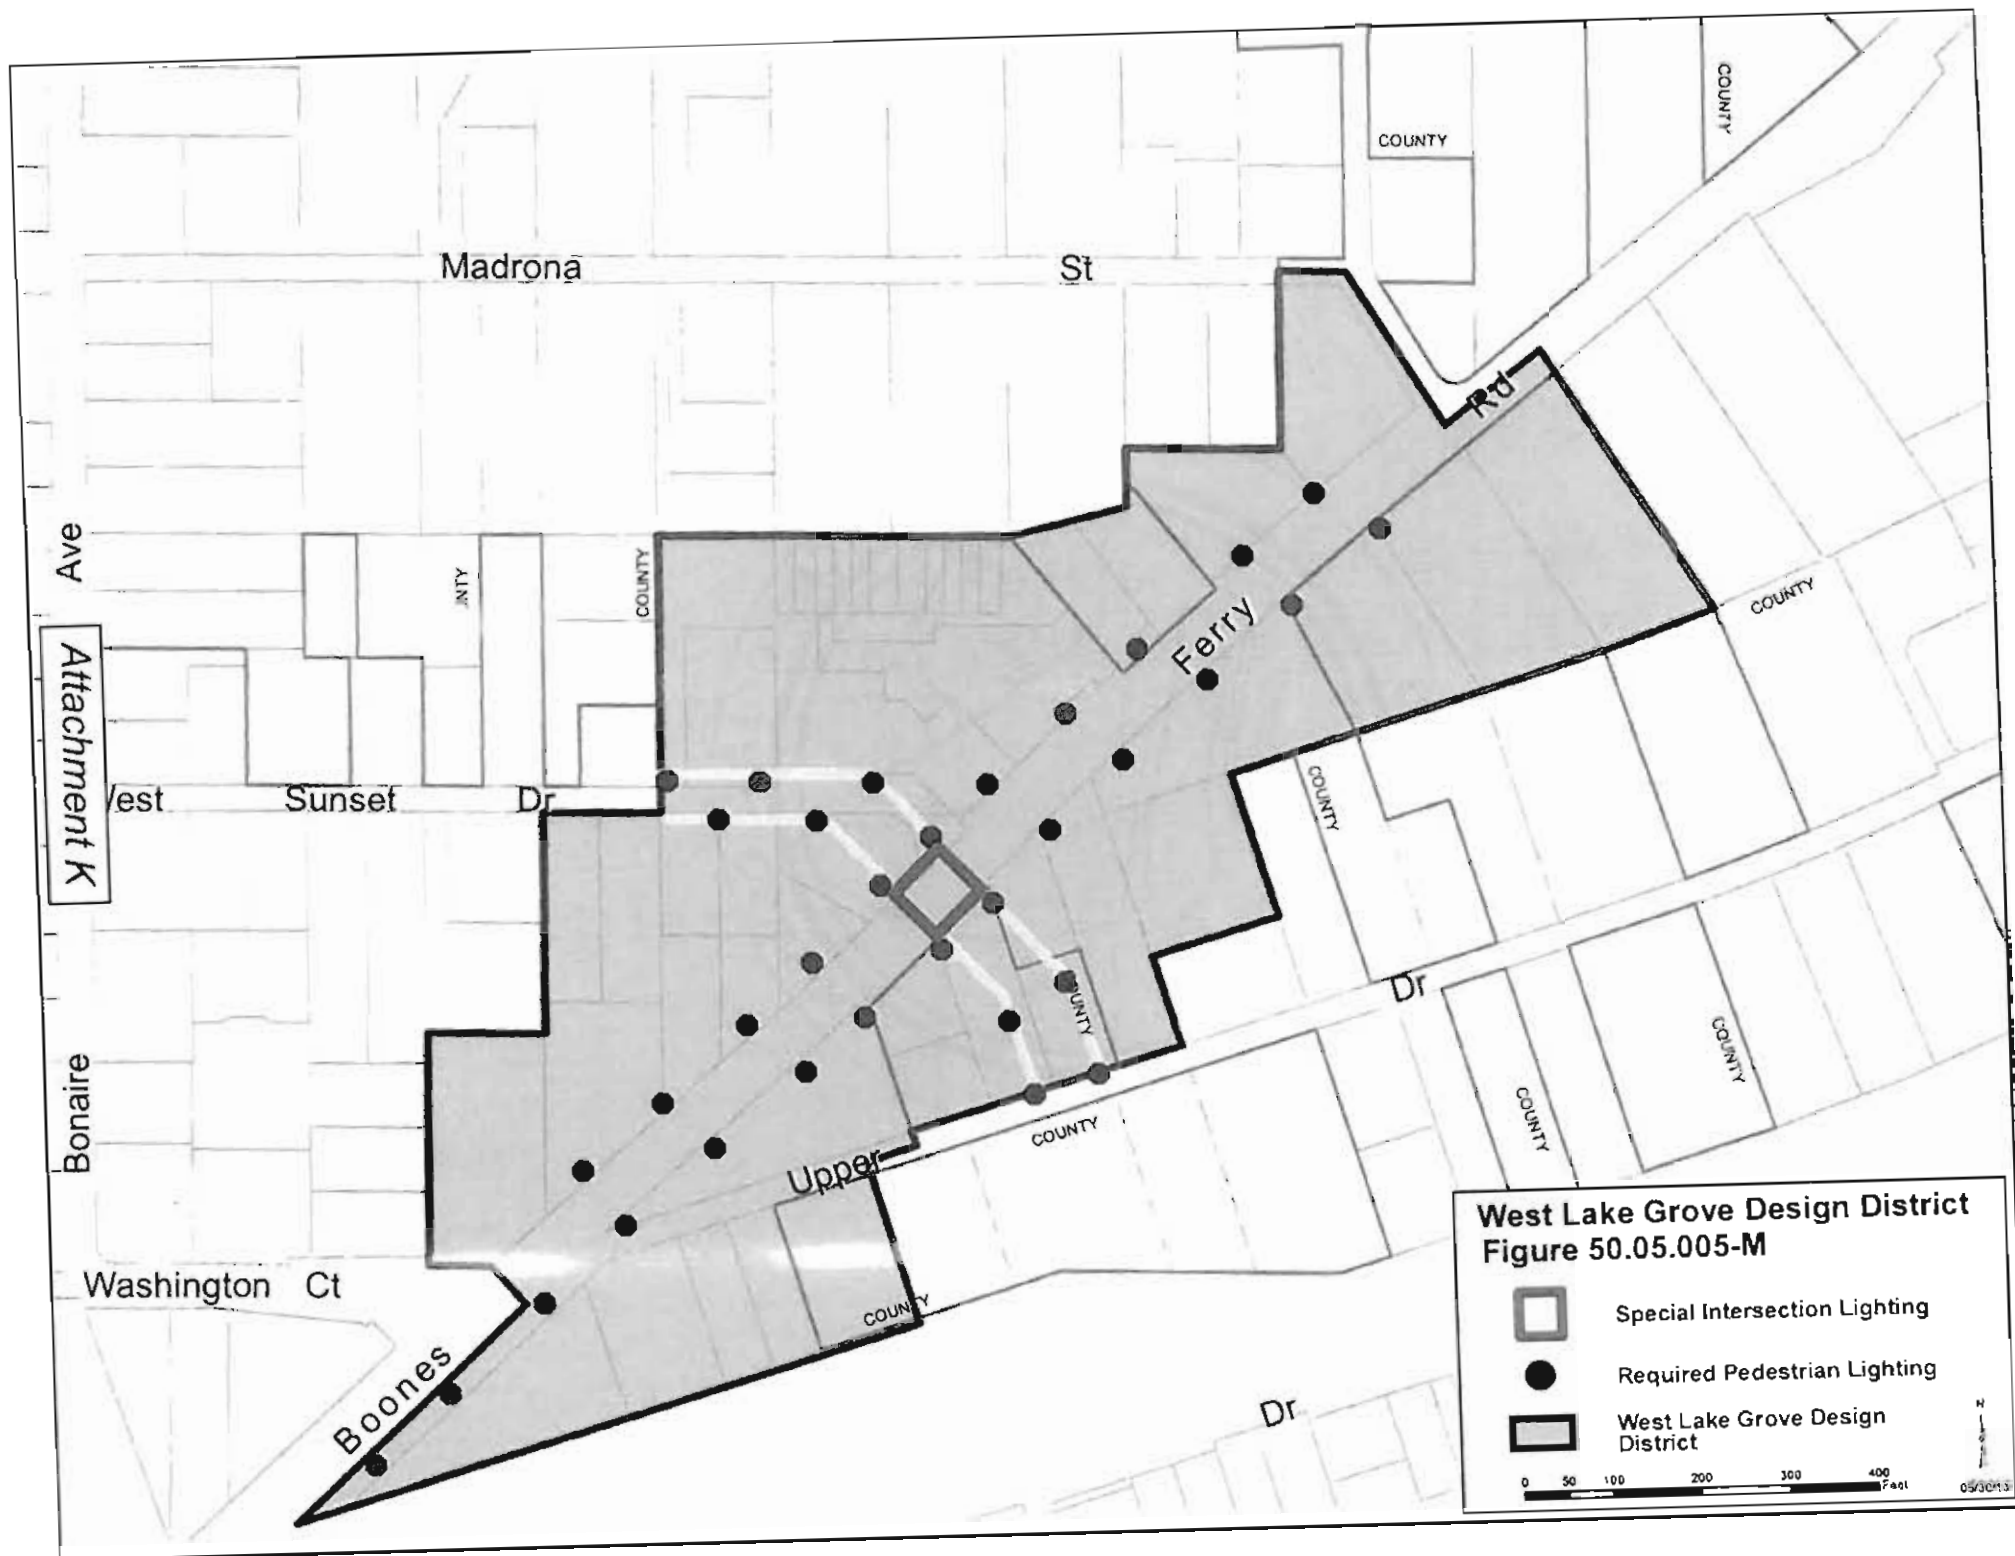 COUNTY
COUNTY
Madrona St
Rd
Ave
COUNTY
COUNTY
Ferry
Attachment K
Sunset Dr
COUNTY
Dr
COUNTY
COUNTY
COUNTY
Bonaire
Upper
Washington Ct
COUNTY
Boones
Dr
West Lake Grove Design District
Figure 50.05.005-M
Special Intersection Lighting
Required Pedestrian Lighting
West Lake Grove Design
District
0 50 100 200 300 400
Feet
N